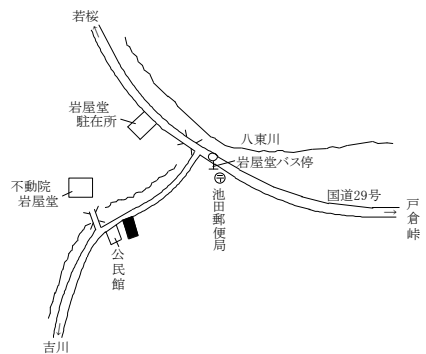 若桜
岩屋堂
駐在所
八東川
岩屋堂バス停
不動院
岩屋堂
池田郵便局
国道29号
戸倉峠
公民館
吉川